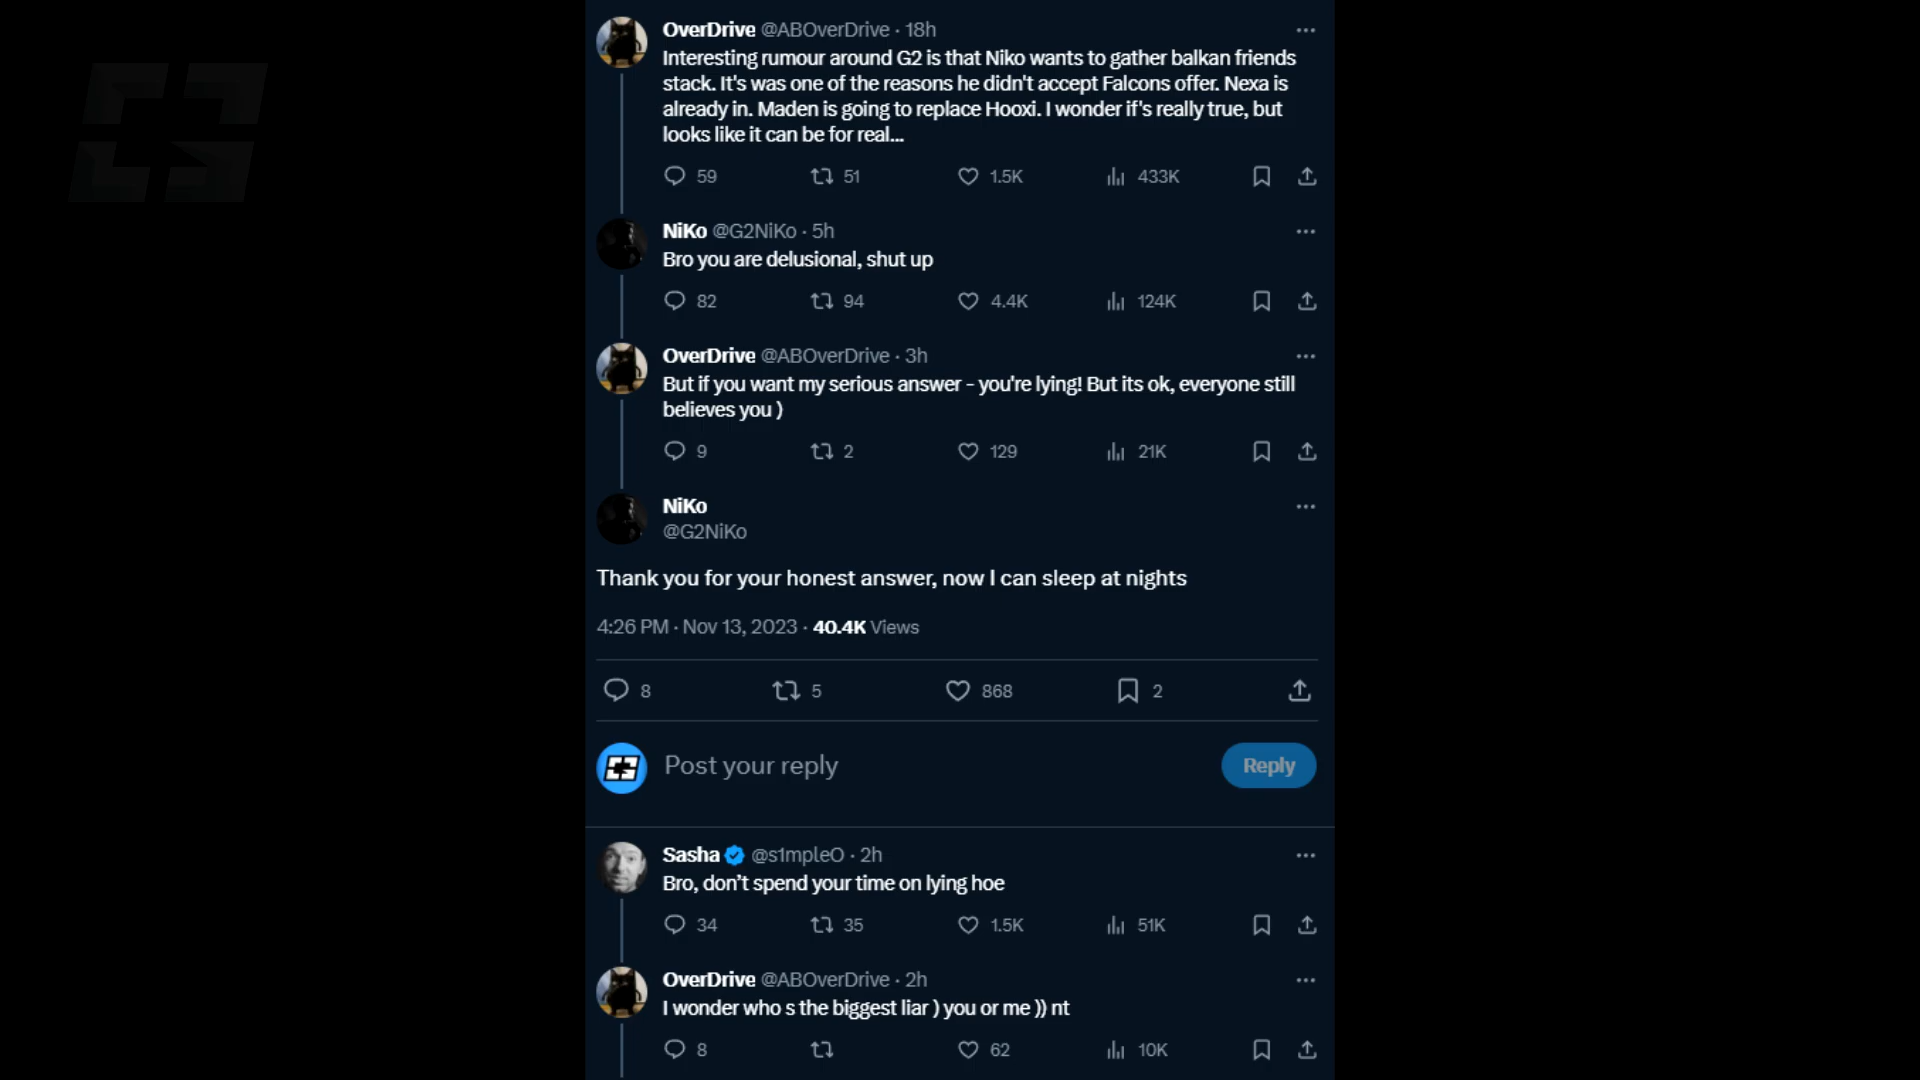 OverDrive @ABOverDrive · 18h
Interesting rumour around G2 is that Niko wants to gather balkan friends
stack. It's was one of the reasons he didn't accept Falcons offer. Nexa is
already in. Maden is going to replace Hooxi. I wonder if's really true, but
looks like it can be for real...
59 51 1.5K 433K
NiKo @G2NiKo · 5h
Bro you are delusional, shut up
82 94 4.4K 124K
OverDrive @ABOverDrive · 3h
But if you want my serious answer - you're lying! But its ok, everyone still
believes you )
9 2 129 21K
NiKo
@G2NiKo
Thank you for your honest answer, now I can sleep at nights
4:26 PM · Nov 13, 2023 · 40.4K Views
8 5 868 2
Post your reply
Reply
Sasha @s1mpleO · 2h
Bro, don’t spend your time on lying hoe
34 35 1.5K 51K
OverDrive @ABOverDrive · 2h
I wonder who s the biggest liar ) you or me )) nt
8 62 10K